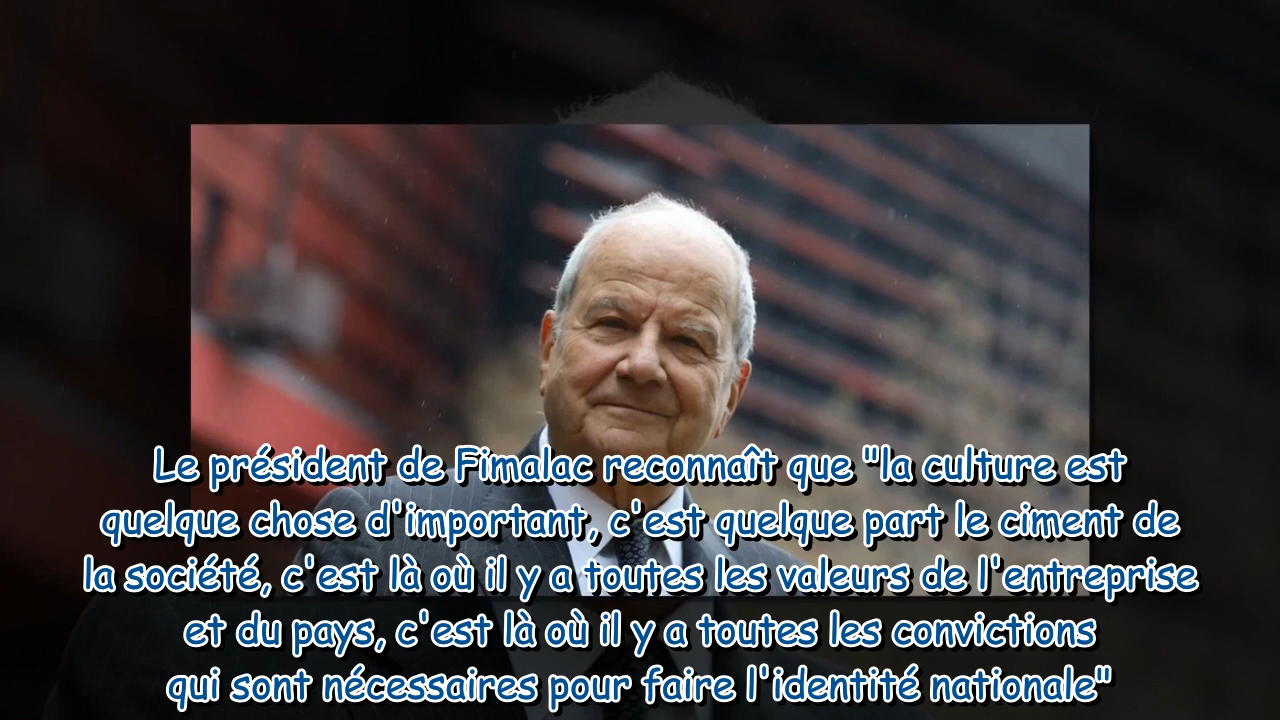 Le président de Fimalac reconnaît que "la culture est
quelque chose d'important, c'est quelque part le ciment de
la société, c'est là où il y a toutes les valeurs de l'entreprise
et du pays, c'est là où il y a toutes les convictions
qui sont nécessaires pour faire l'identité nationale"